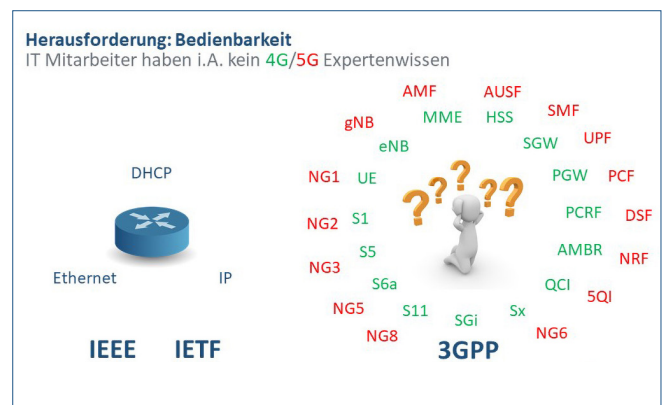 Herausforderung: Bedienbarkeit
IT Mitarbeiter haben i.A. kein 4G/5G Expertenwissen
DHCP
Ethernet
IP
IEEE
IETF
AMF
AUSF
SMF
UPF
PCF
DSF
NRF
5QI
NG6
NG8
NG5
NG3
NG2
NG1
gNB
MME
HSS
SGW
PGW
PCRF
AMBR
QCI
Sx
SGi
S11
S6a
S5
S1
UE
eNB
? ? ? ? ?
3GPP